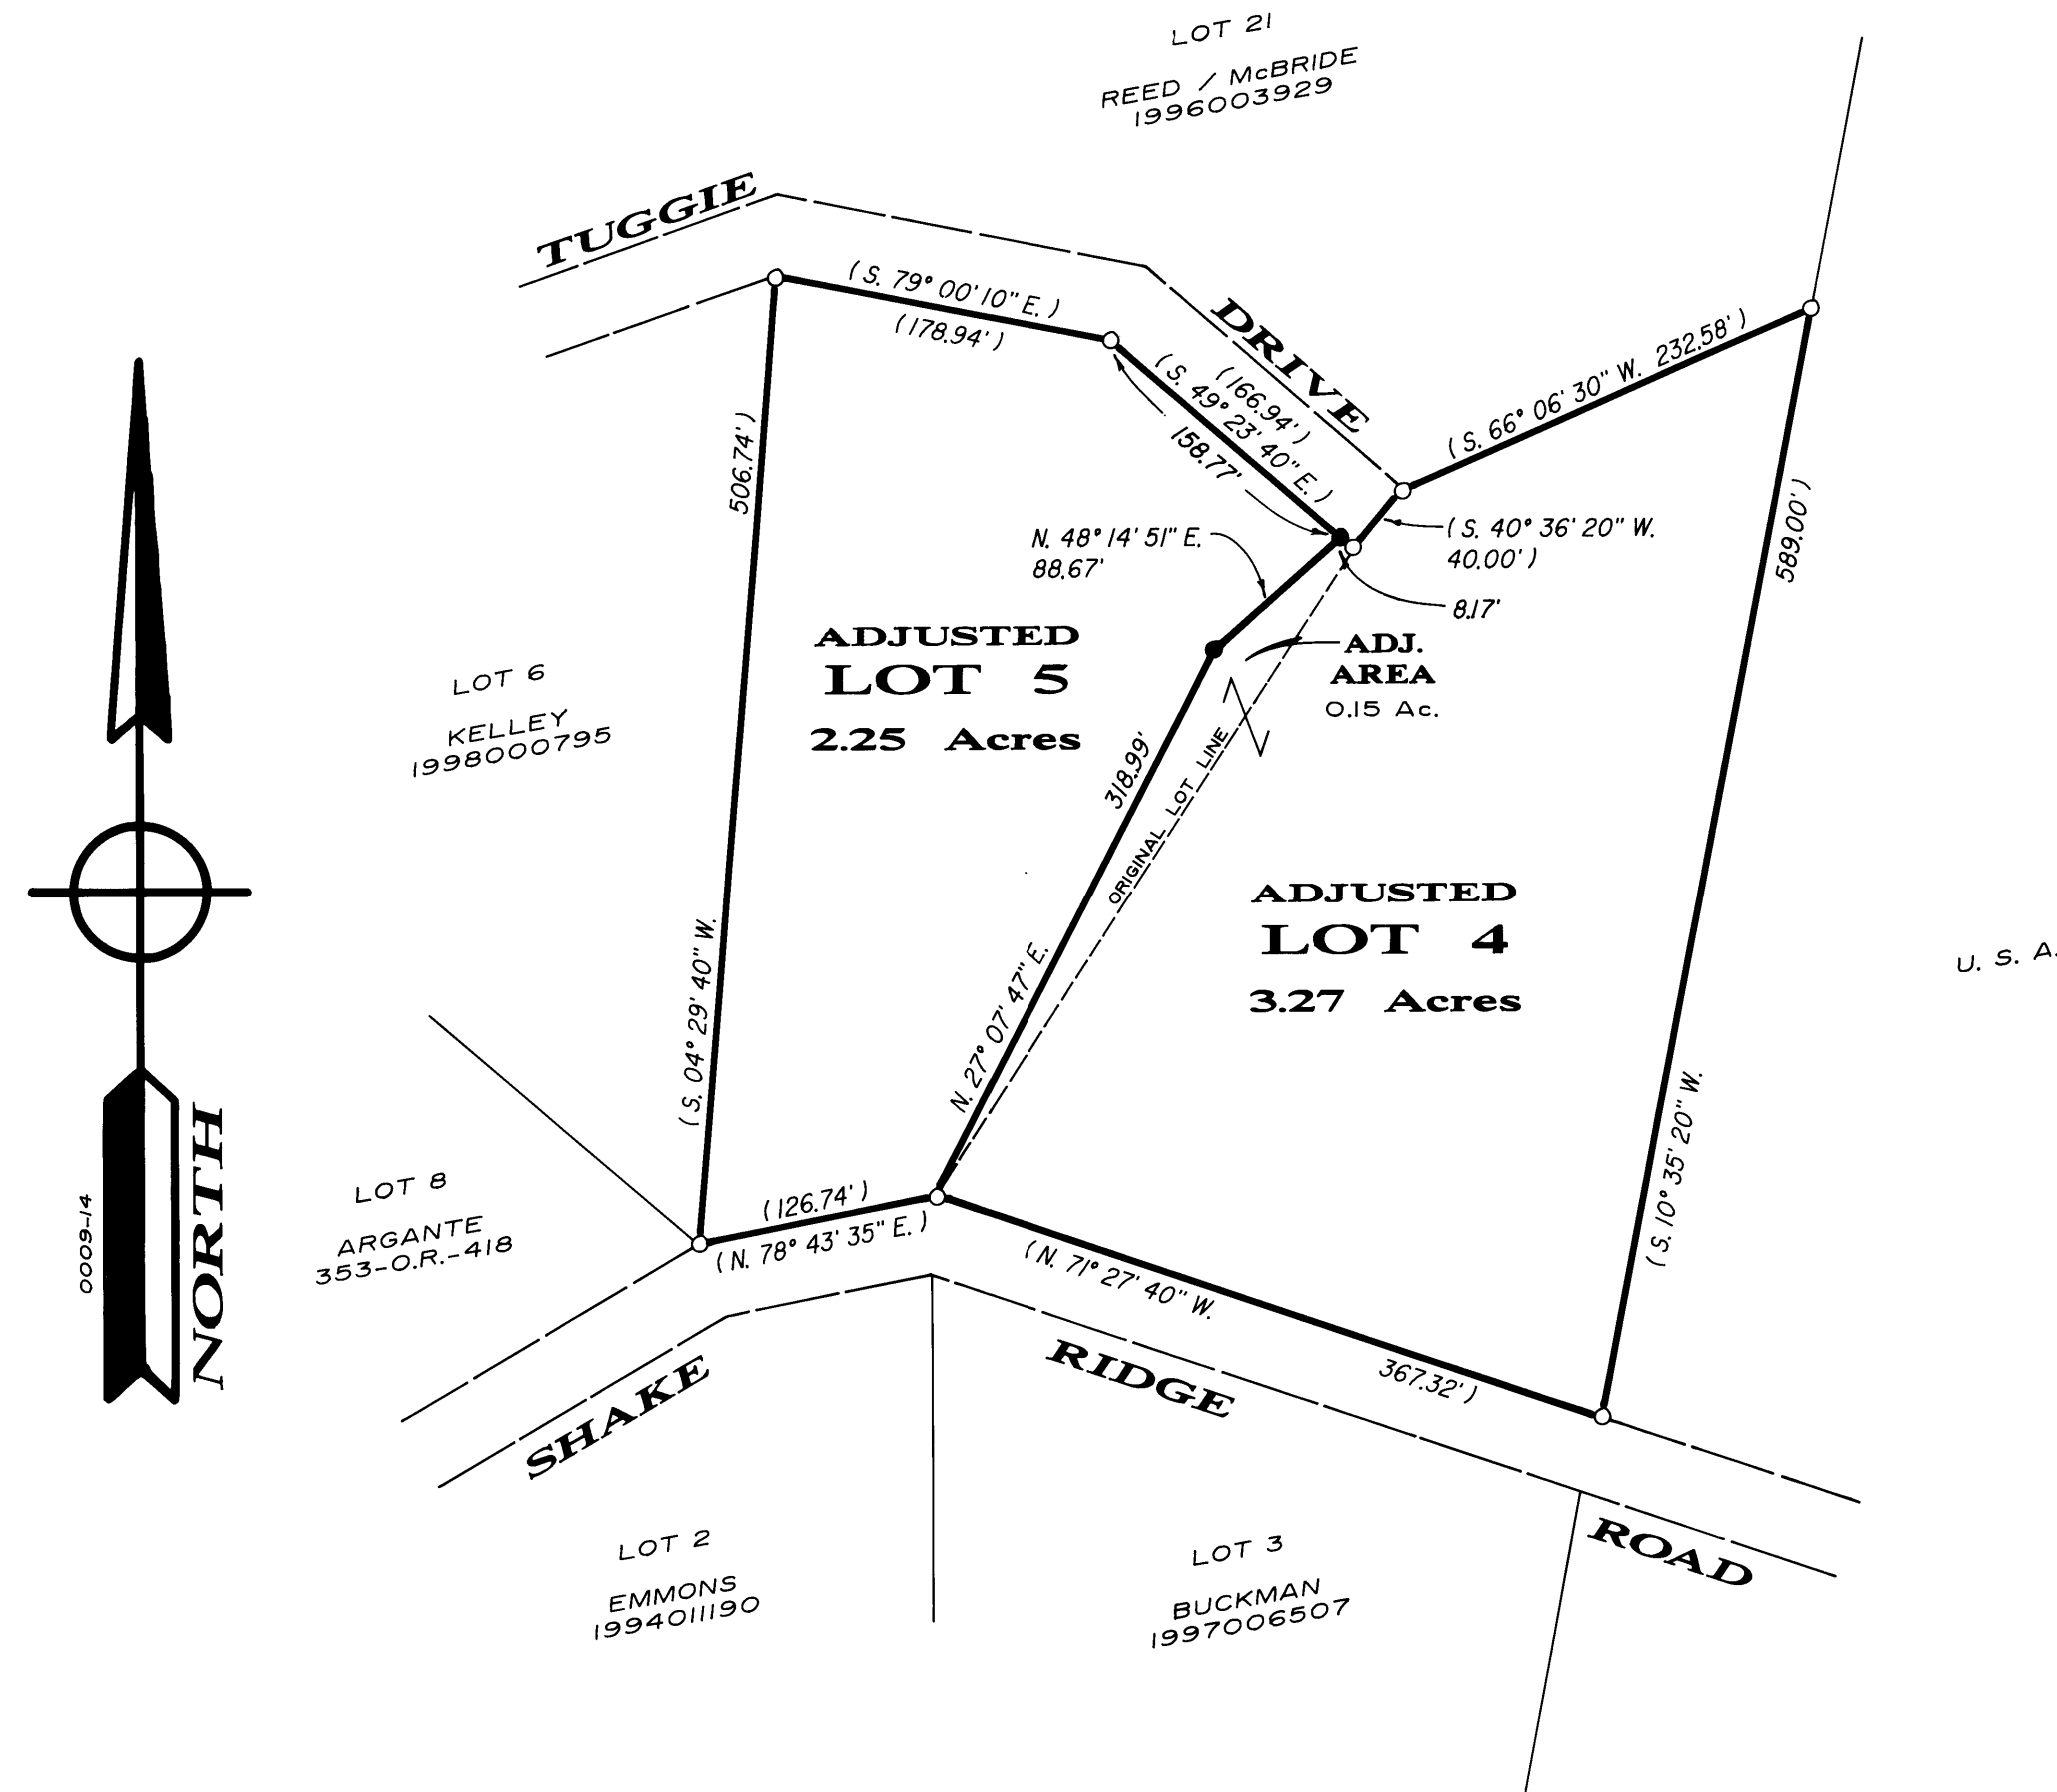 LOT 21
REED / McBRIDE
1996003929
TUGGIE
DRIVE
( S. 79° 00' 10" E. )
(178.94')
(166.94')
( S. 49° 23' 40" E. )
158.77'
( S. 66° 06' 30" W. 232.58' )
( S. 40° 36' 20" W.
40.00' )
N. 48° 14' 51" E.
88.67'
8.17'
506.74')
( S. 04° 29' 40" W.
589.00')
( S. 10° 35' 20" W.
ADJUSTED
LOT 5
2.25 Acres
ADJ.
AREA
0.15 Ac.
LOT 6
KELLEY
1998000795
318.99'
N. 27° 07' 47" E.
ORIGINAL LOT LINE
ADJUSTED
LOT 4
3.27 Acres
U. S. A.
NORTH
0009-14
LOT 8
ARGANTE
353-O.R.-418
(126.74')
( N. 78° 43' 35" E. )
( N. 71° 27' 40" W.
367.32' )
SHAKE
RIDGE
ROAD
LOT 2
EMMONS
1994011190
LOT 3
BUCKMAN
1997006507